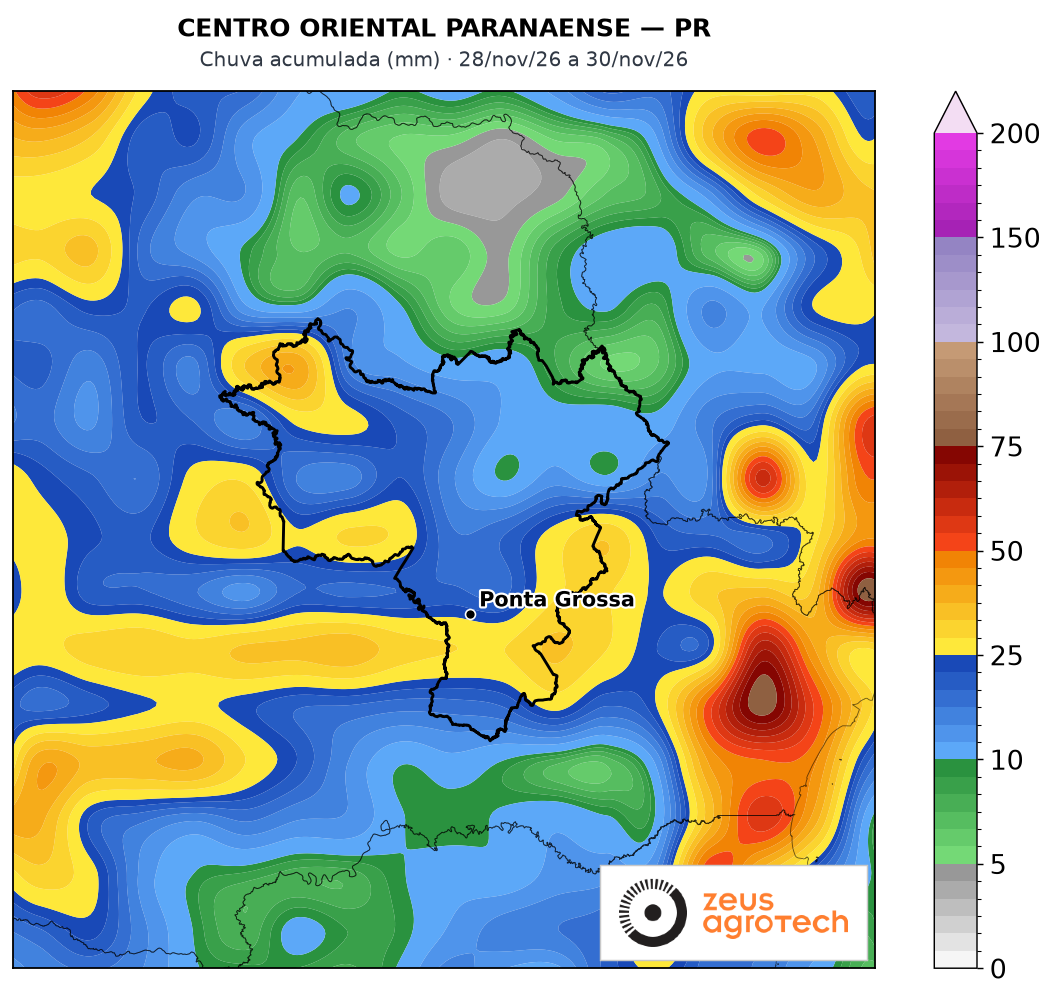 CENTRO ORIENTAL PARANAENSE — PR
Chuva acumulada (mm) · 28/nov/26 a 30/nov/26
200
150
100
75
50
25
10
5
0
Ponta Grossa
zeus
agrotech